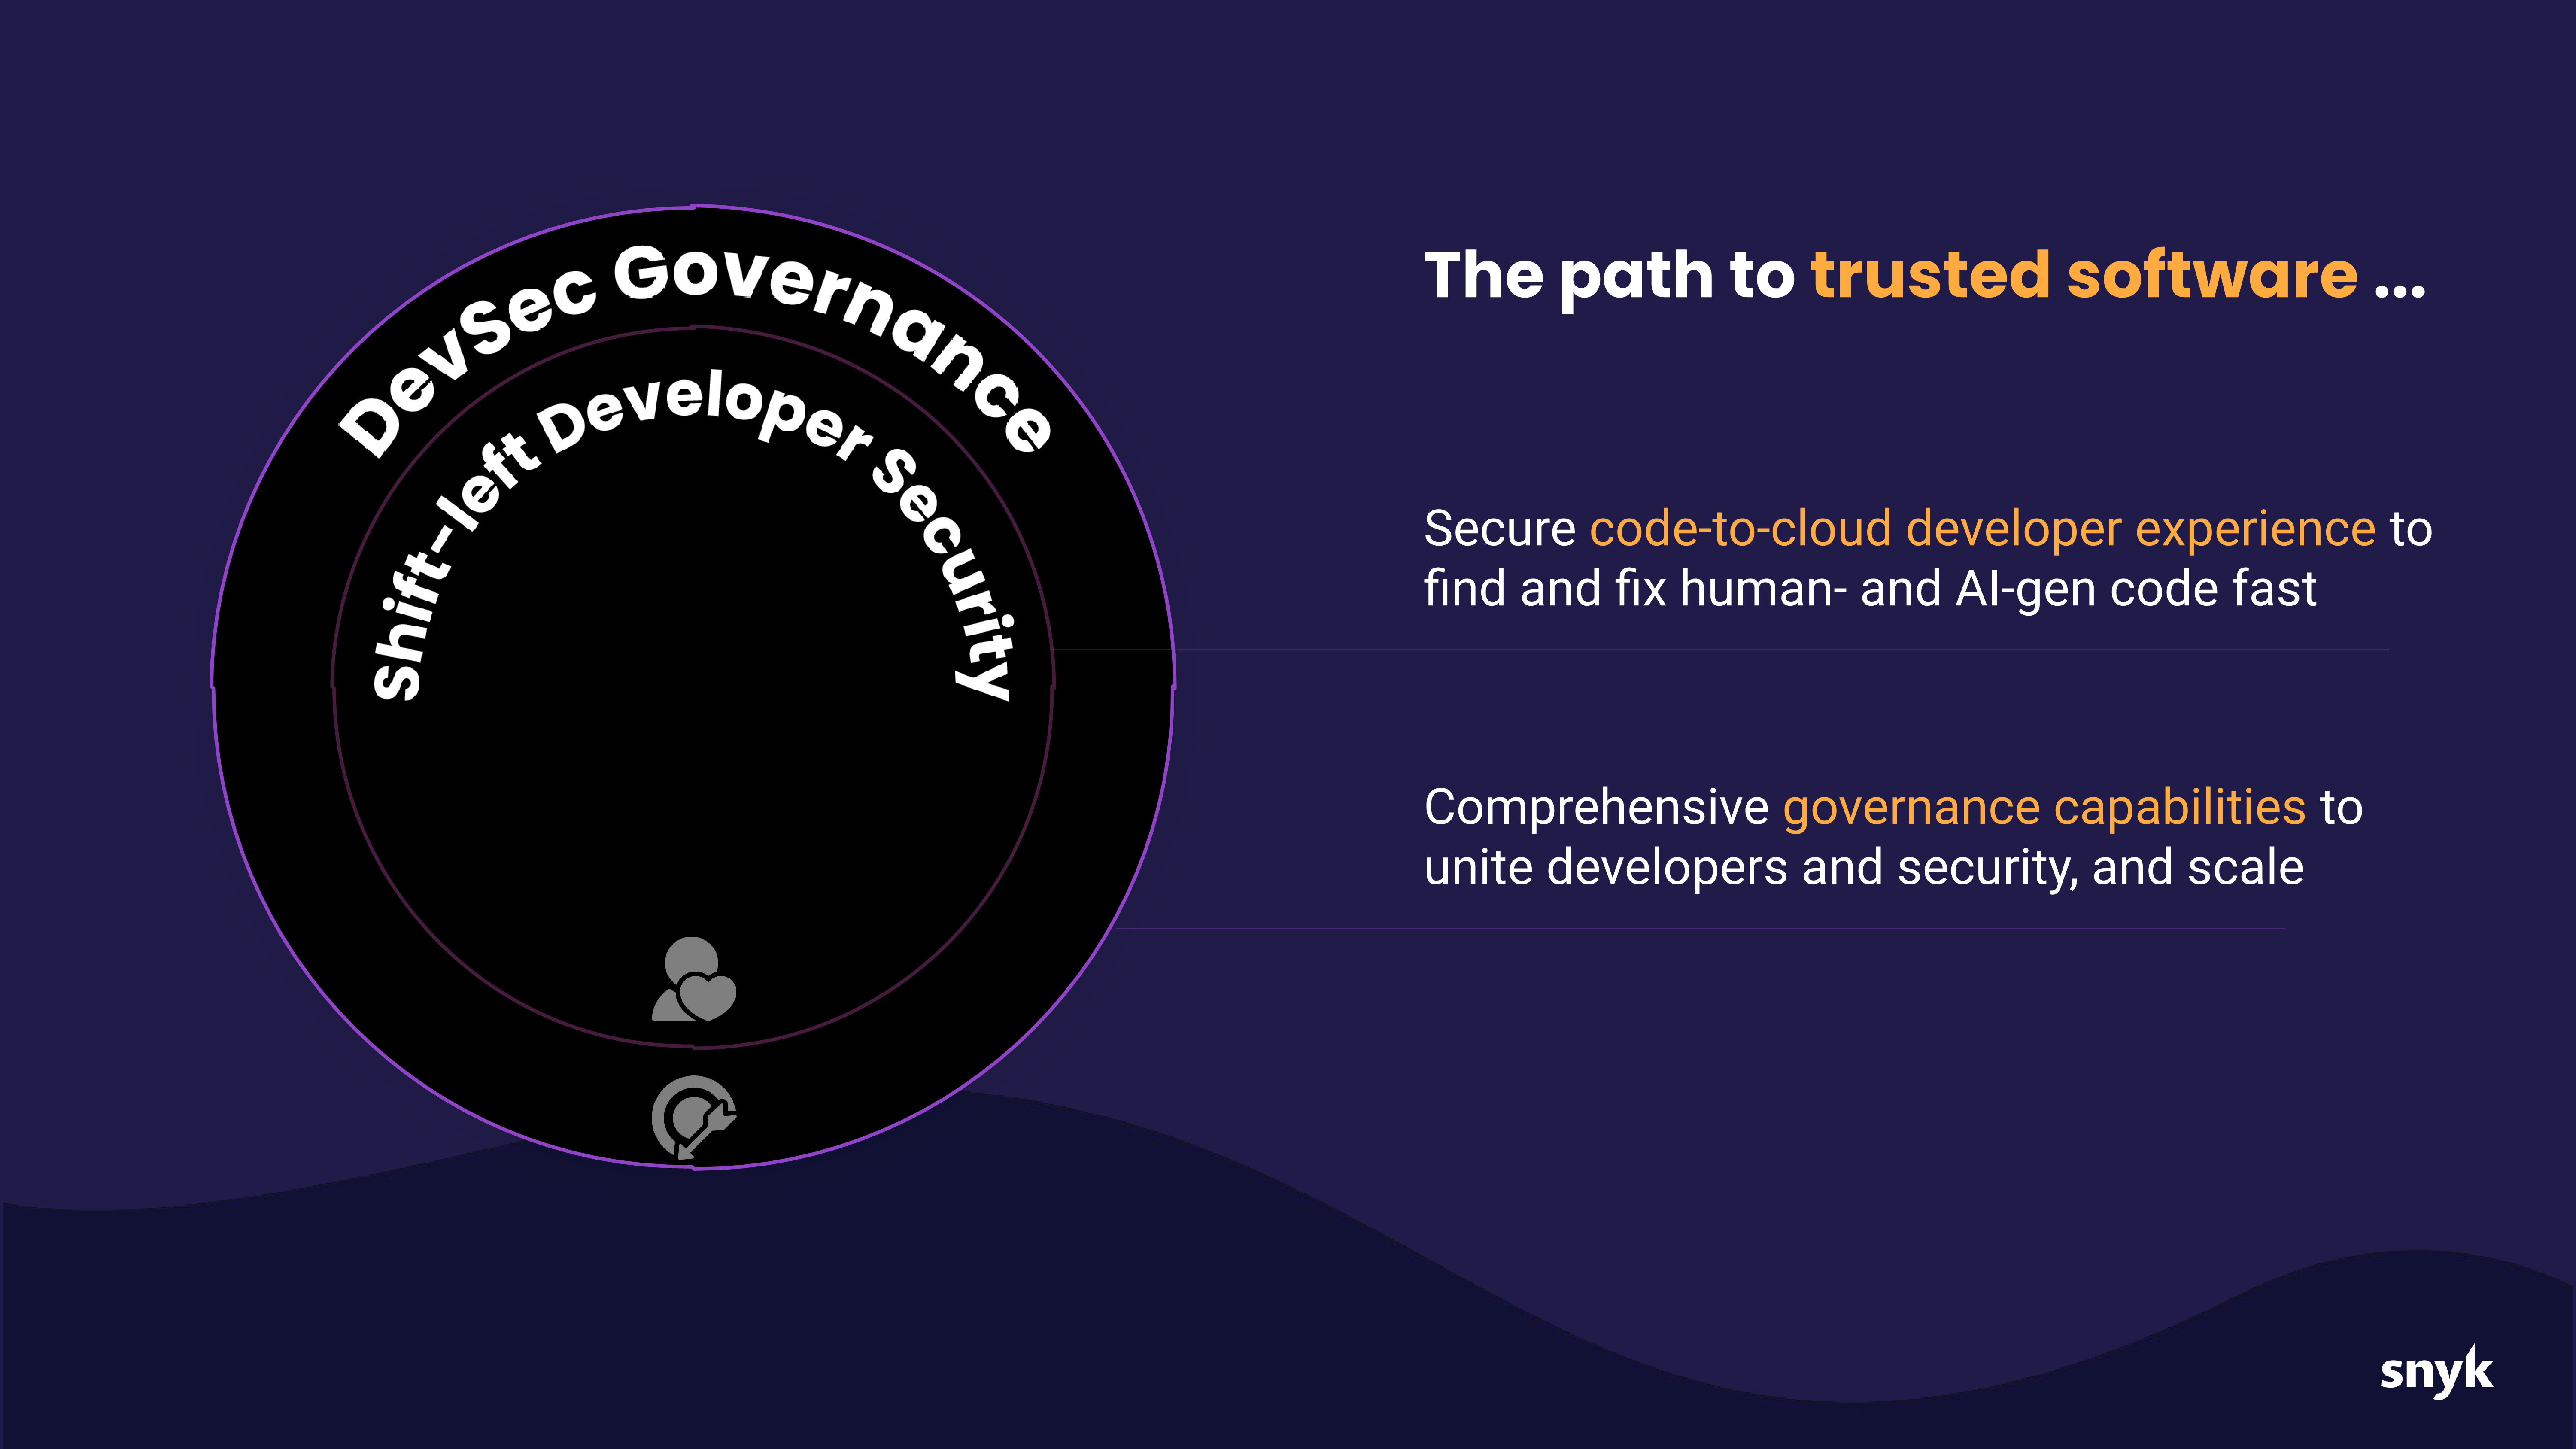 DevSec Governance
Shift-left Developer Security
The path to trusted software ...
Secure code-to-cloud developer experience to
find and fix human- and AI-gen code fast
Comprehensive governance capabilities to
unite developers and security, and scale
snyk